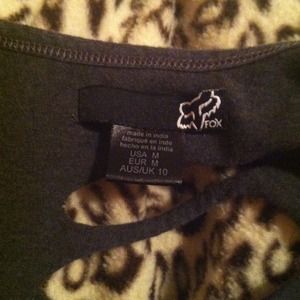 FOX
made in india
fabriqué en inde
hecho en la india
USA M
EUR M
AUS/UK 10